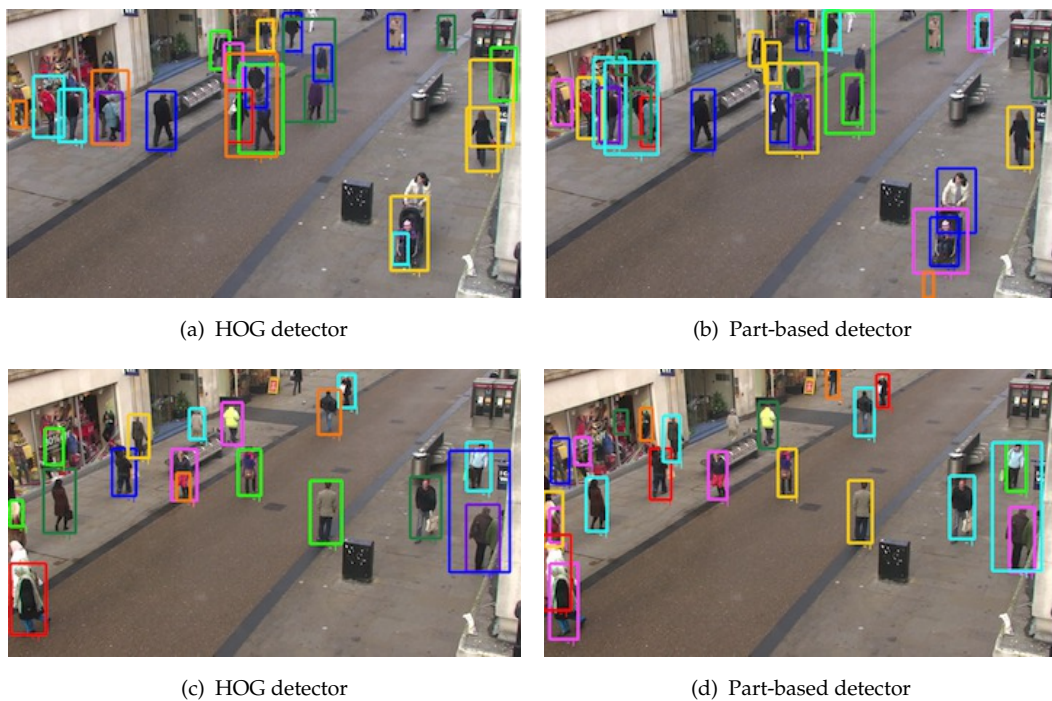 (a) HOG detector
(b) Part-based detector
(c) HOG detector
(d) Part-based detector